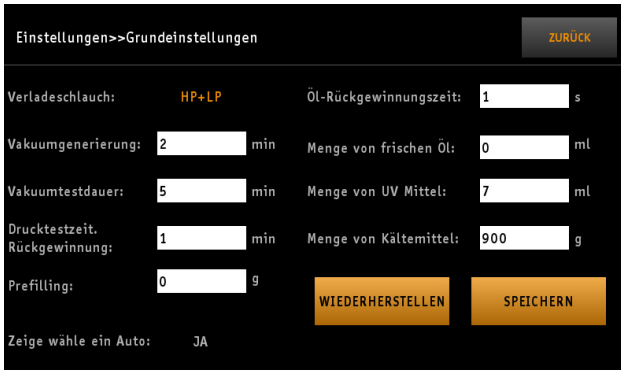 Einstellungen>>Grundeinstellungen
ZURÜCK
Verladeschlauch: HP+LP
Öl-Rückgewinnungszeit: 1 s
Vakuumgenerierung: 2 min
Menge von frischen Öl: 0 ml
Vakuumtestdauer: 5 min
Menge von UV Mittel: 7 ml
Drucktestzeit.
Rückgewinnung: 1 min
Menge von Kältemittel: 900 g
Prefilling: 0 g
WIEDERHERSTELLEN
SPEICHERN
Zeige wähle ein Auto: JA